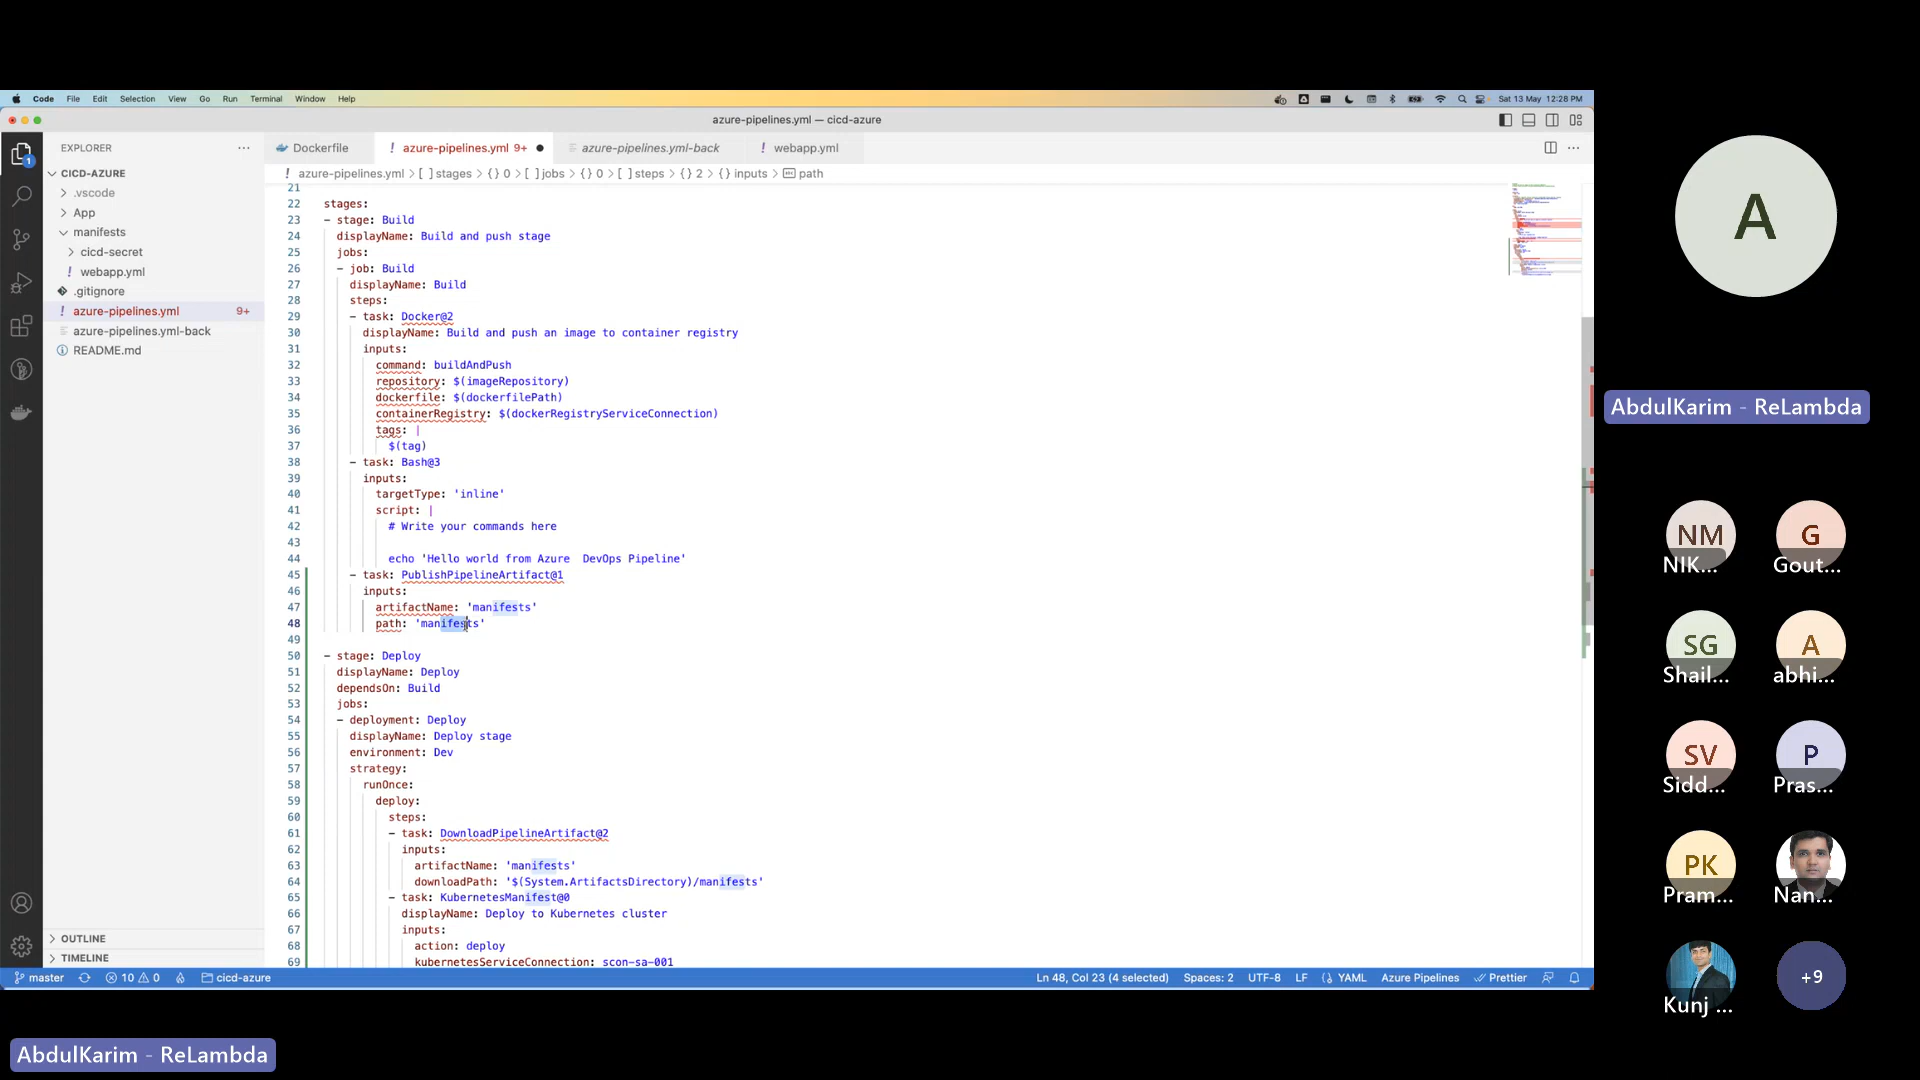 Code File Edit Selection View Go Run Terminal Window Help
Sat 13 May 12:28 PM
azure-pipelines.yml — cicd-azure
EXPLORER
CICD-AZURE
.vscode
App
manifests
cicd-secret
webapp.yml
.gitignore
azure-pipelines.yml 9+
azure-pipelines.yml-back
README.md
OUTLINE
TIMELINE
Dockerfile azure-pipelines.yml 9+ azure-pipelines.yml-back webapp.yml
azure-pipelines.yml > [ ] stages > { } 0 > [ ] jobs > { } 0 > [ ] steps > { } 2 > { } inputs > path
21
22 stages:
23 - stage: Build
24 displayName: Build and push stage
25 jobs:
26 - job: Build
27 displayName: Build
28 steps:
29 - task: Docker@2
30 displayName: Build and push an image to container registry
31 inputs:
32 command: buildAndPush
33 repository: $(imageRepository)
34 dockerfile: $(dockerfilePath)
35 containerRegistry: $(dockerRegistryServiceConnection)
36 tags: |
37 $(tag)
38 - task: Bash@3
39 inputs:
40 targetType: 'inline'
41 script: |
42 # Write your commands here
43
44 echo 'Hello world from Azure  DevOps Pipeline'
45 - task: PublishPipelineArtifact@1
46 inputs:
47 artifactName: 'manifests'
48 path: 'manifests'
49
50 - stage: Deploy
51 displayName: Deploy
52 dependsOn: Build
53 jobs:
54 - deployment: Deploy
55 displayName: Deploy stage
56 environment: Dev
57 strategy:
58 runOnce:
59 deploy:
60 steps:
61 - task: DownloadPipelineArtifact@2
62 inputs:
63 artifactName: 'manifests'
64 downloadPath: '$(System.ArtifactsDirectory)/manifests'
65 - task: KubernetesManifest@0
66 displayName: Deploy to Kubernetes cluster
67 inputs:
68 action: deploy
69 kubernetesServiceConnection: scon-sa-001
master 10 0 cicd-azure Ln 48, Col 23 (4 selected) Spaces: 2 UTF-8 LF YAML Azure Pipelines Prettier
1
A
AbdulKarim - ReLambda
NM G
NIK... Gout...
SG A
Shail... abhi...
SV P
Sidd... Pras...
PK
Pram... Nan...
Kunj ... +9
AbdulKarim - ReLambda